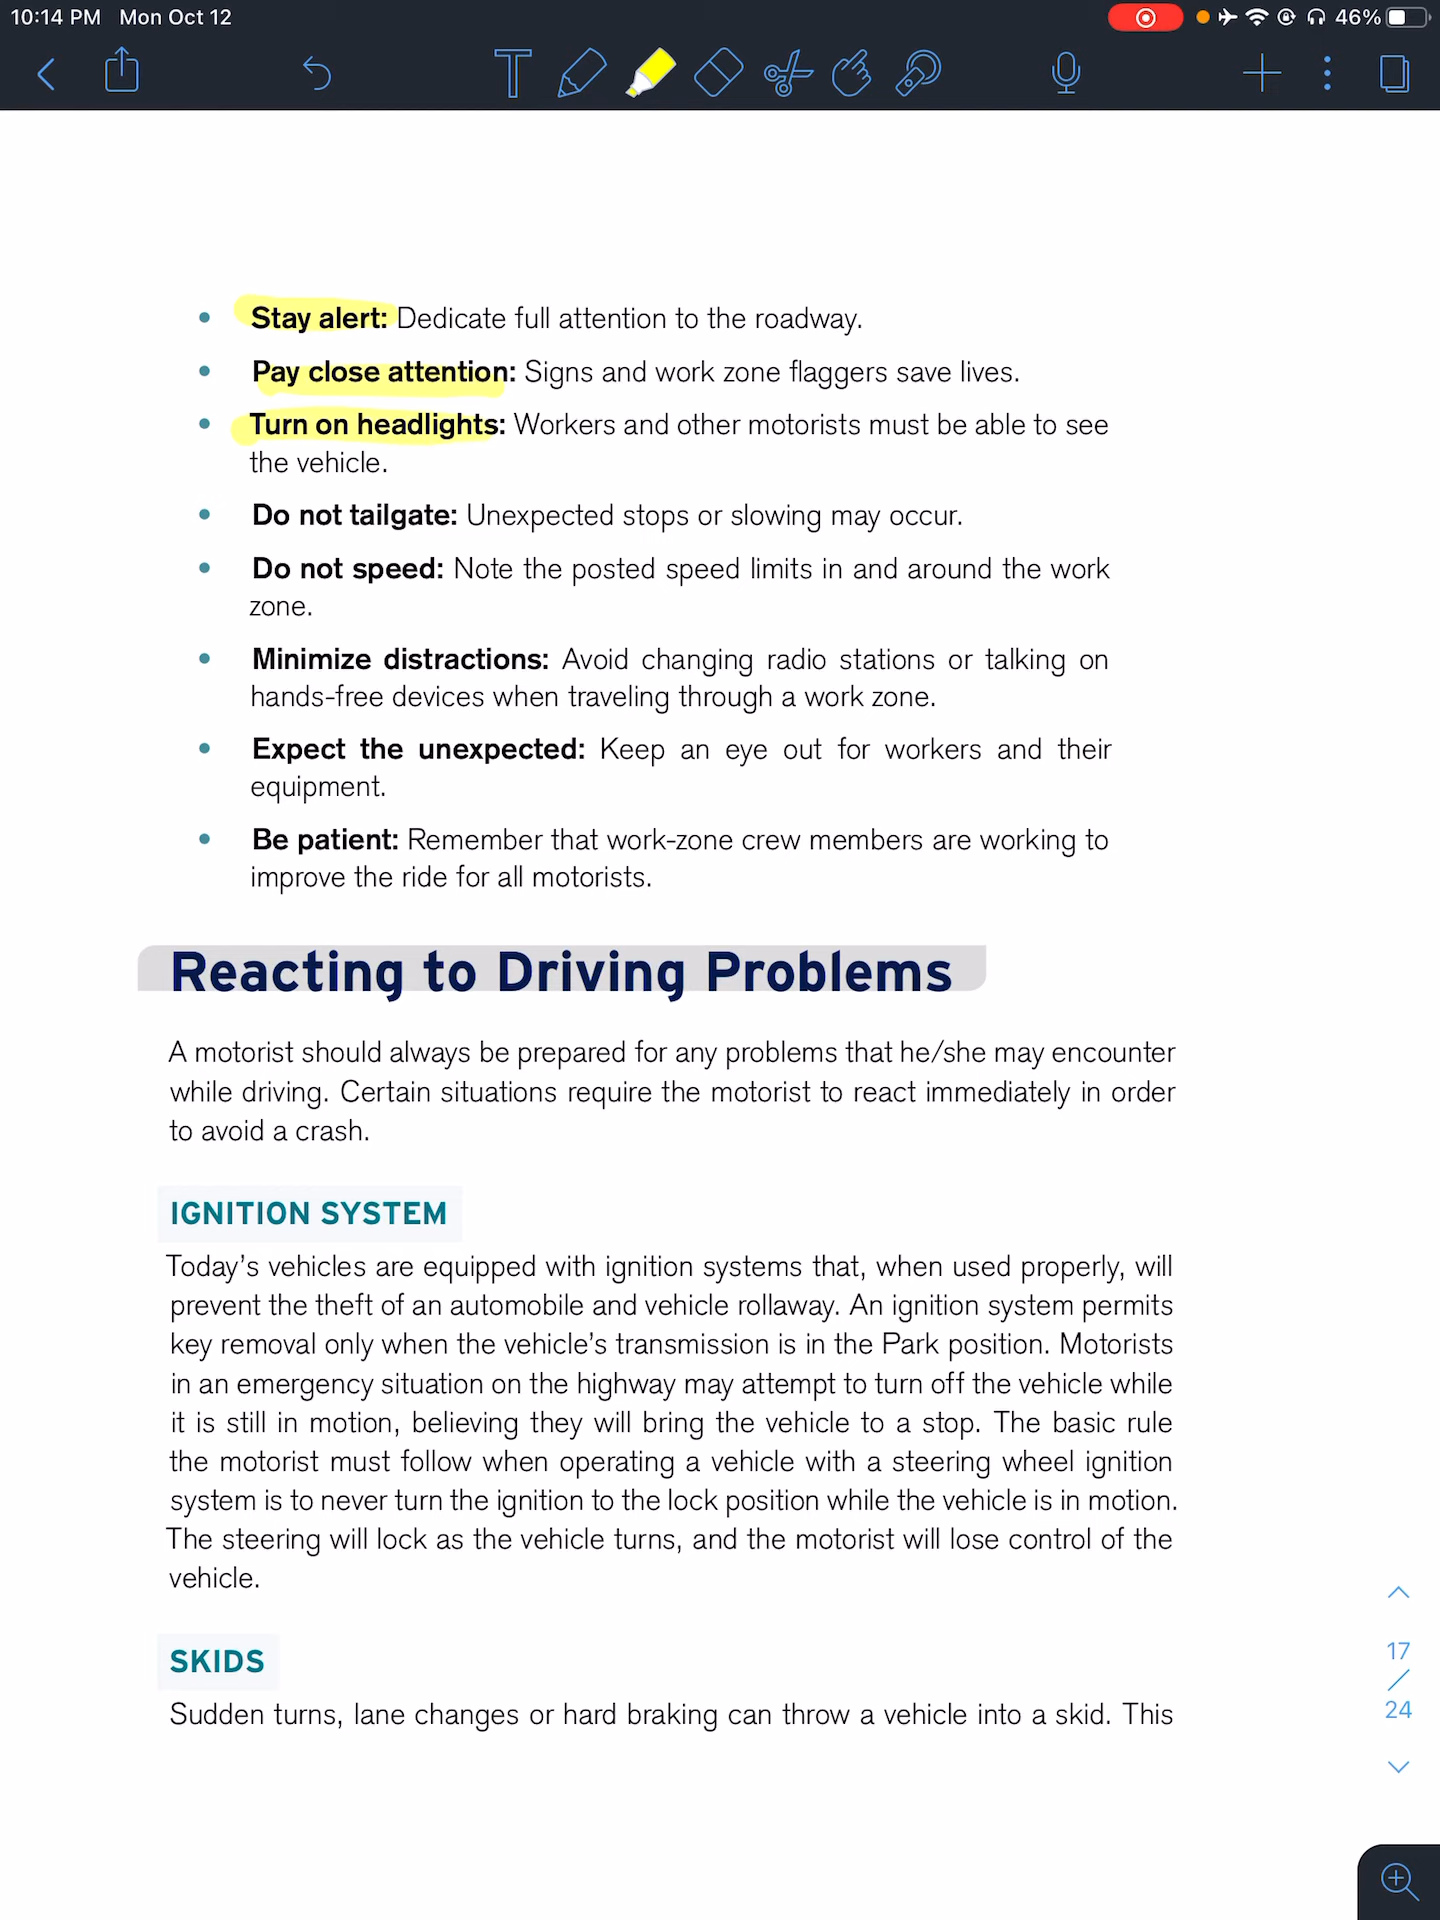 10:14 PM Mon Oct 12
46%
T
• Stay alert: Dedicate full attention to the roadway.
• Pay close attention: Signs and work zone flaggers save lives.
• Turn on headlights: Workers and other motorists must be able to see
the vehicle.
• Do not tailgate: Unexpected stops or slowing may occur.
• Do not speed: Note the posted speed limits in and around the work
zone.
• Minimize distractions: Avoid changing radio stations or talking on
hands-free devices when traveling through a work zone.
• Expect the unexpected: Keep an eye out for workers and their
equipment.
• Be patient: Remember that work-zone crew members are working to
improve the ride for all motorists.
Reacting to Driving Problems
A motorist should always be prepared for any problems that he/she may encounter
while driving. Certain situations require the motorist to react immediately in order
to avoid a crash.
IGNITION SYSTEM
Today's vehicles are equipped with ignition systems that, when used properly, will
prevent the theft of an automobile and vehicle rollaway. An ignition system permits
key removal only when the vehicle's transmission is in the Park position. Motorists
in an emergency situation on the highway may attempt to turn off the vehicle while
it is still in motion, believing they will bring the vehicle to a stop. The basic rule
the motorist must follow when operating a vehicle with a steering wheel ignition
system is to never turn the ignition to the lock position while the vehicle is in motion.
The steering will lock as the vehicle turns, and the motorist will lose control of the
vehicle.
SKIDS
Sudden turns, lane changes or hard braking can throw a vehicle into a skid. This
17
/
24